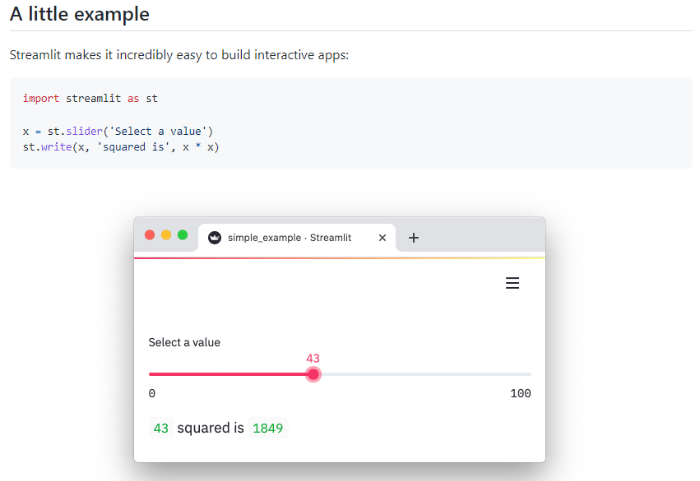 A little example
Streamlit makes it incredibly easy to build interactive apps:
import streamlit as st
x = st.slider('Select a value')
st.write(x, 'squared is', x * x)
simple_example · Streamlit
Select a value
43
0 100
43 squared is 1849